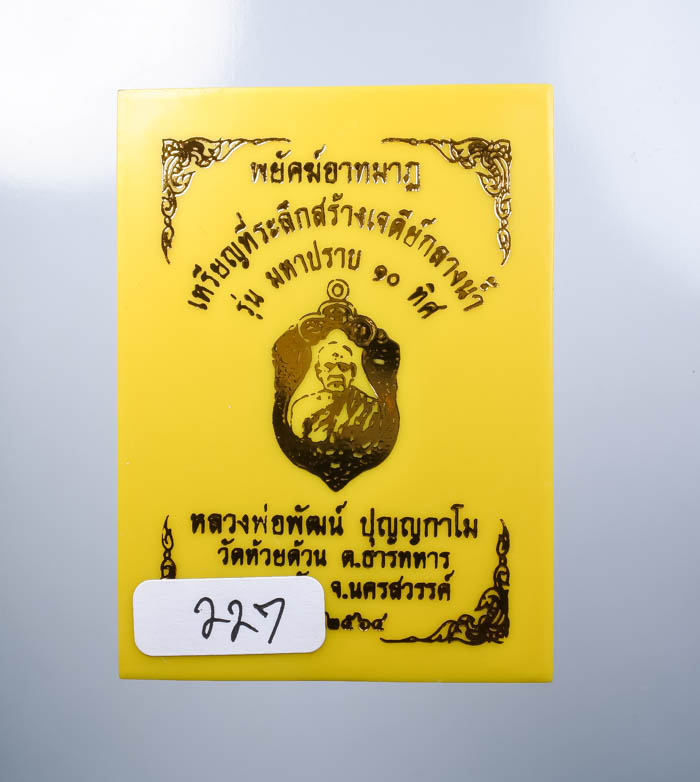 พยัคฆ์อาทมาฏ
เหรียญที่ระลึกสร้างเจดีย์กลางน้ำ
รุ่น มหาปราบ ๑๐ ทิศ
หลวงพ่อพัฒน์ ปุญญกาโม
วัดห้วยด้วน ต.ธารทหาร
จ.นครสวรรค์
๒๕๖๔
227